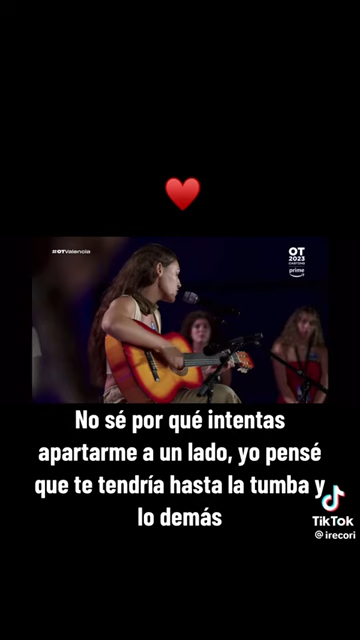 #OTValencia
OT
2023
CASTING
prime
No sé por qué intentas
apartarme a un lado, yo pensé
que te tendría hasta la tumba y
lo demás
TikTok
@irecori